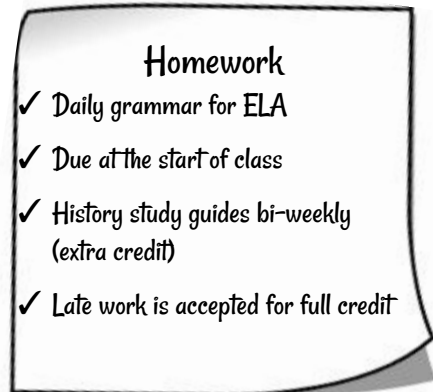 Homework
✓ Daily grammar for ELA
✓ Due at the start of class
✓ History study guides bi-weekly
(extra credit)
✓ Late work is accepted for full credit